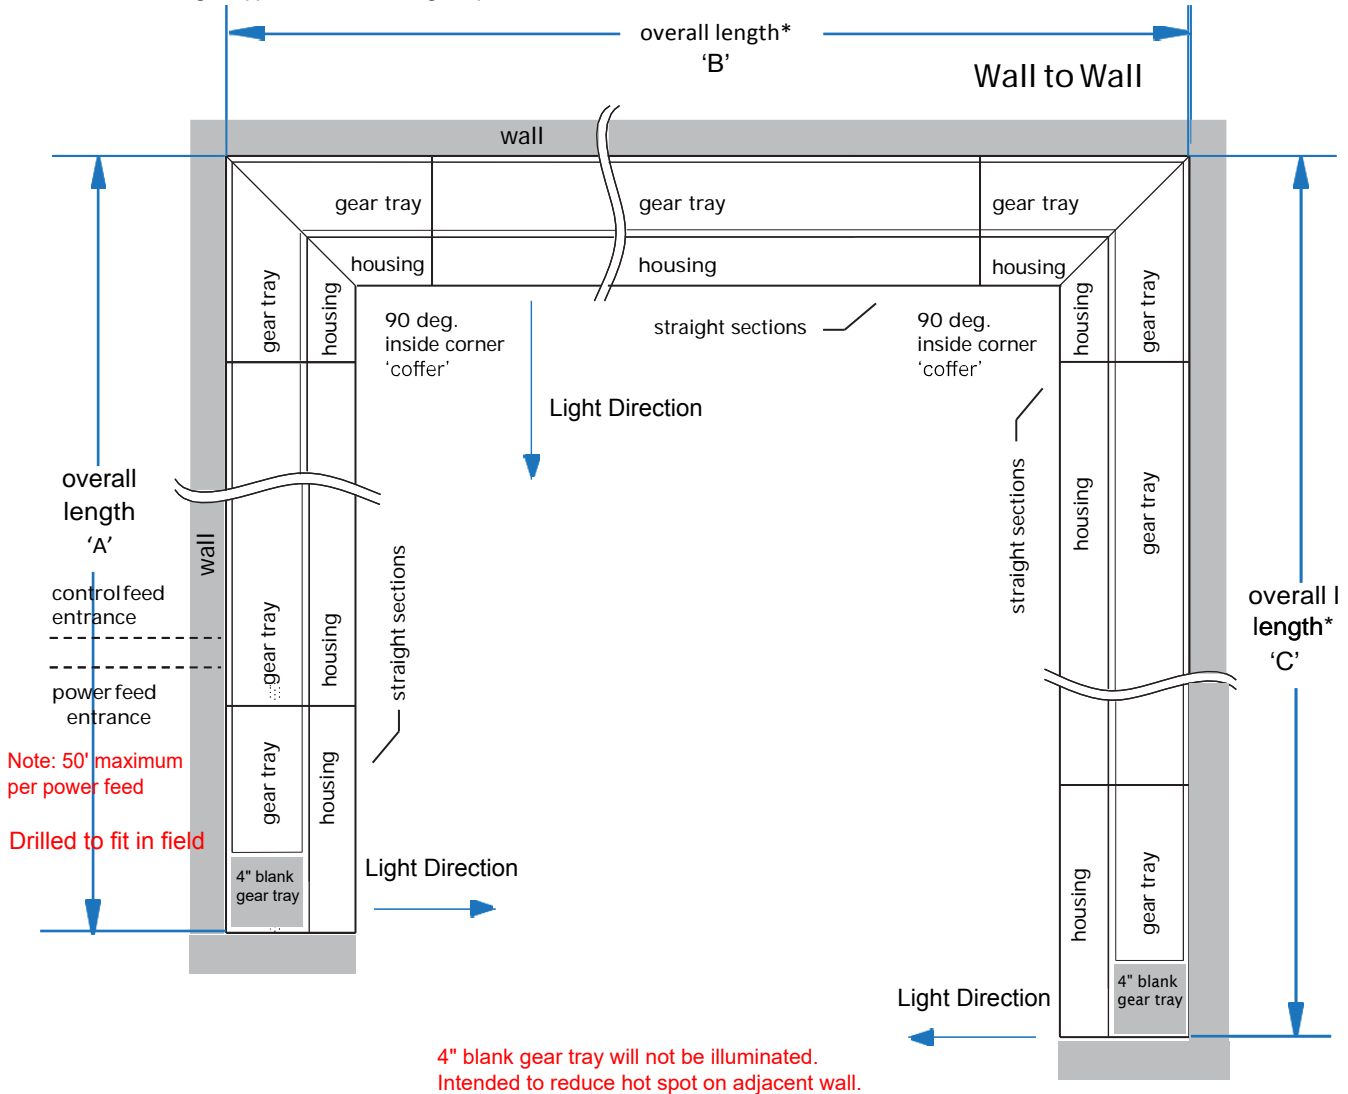 overall length*
‘B’
Wall to Wall
wall
gear tray
gear tray
gear tray
housing
housing
housing
gear tray
housing
housing
gear tray
90 deg.
inside corner
‘coffer’
straight sections
90 deg.
inside corner
‘coffer’
Light Direction
overall
length
‘A’
wall
control feed
entrance
power feed
entrance
Note: 50' maximum
per power feed
Drilled to fit in field
gear tray
housing
straight sections
gear tray
housing
4" blank
gear tray
Light Direction
straight sections
housing
gear tray
overall l
length*
‘C’
housing
gear tray
4" blank
gear tray
Light Direction
4" blank gear tray will not be illuminated.
Intended to reduce hot spot on adjacent wall.